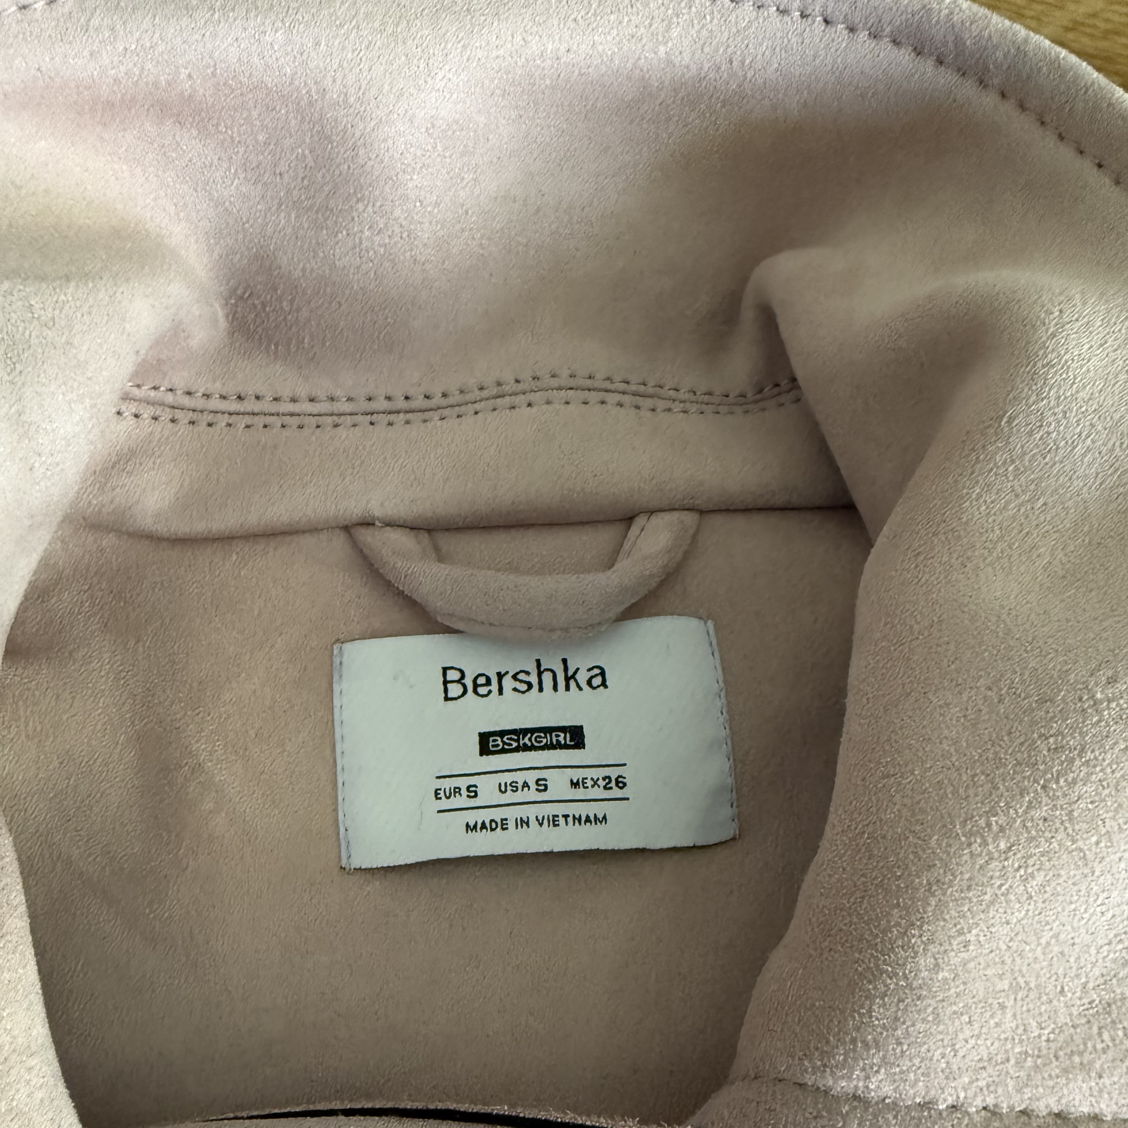 Bershka
BSKGIRL
EUR S USA S MEX 26
MADE IN VIETNAM